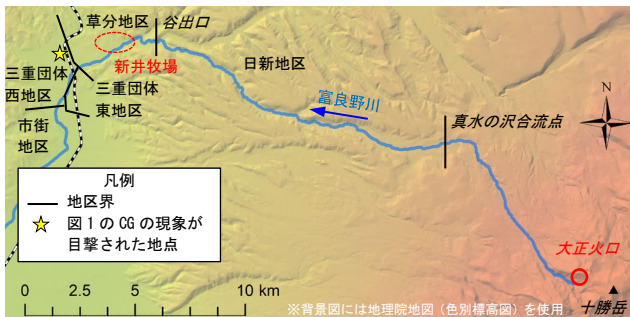 草分地区
谷出口
新井牧場
日新地区
三重団体
西地区
三重団体
東地区
市街
地区
富良野川
真水の沢合流点
N
凡例
地区界
図1のCGの現象が
目撃された地点
大正火口
十勝岳
0 2.5 5 10 km
※背景図には地理院地図(色別標高図)を使用